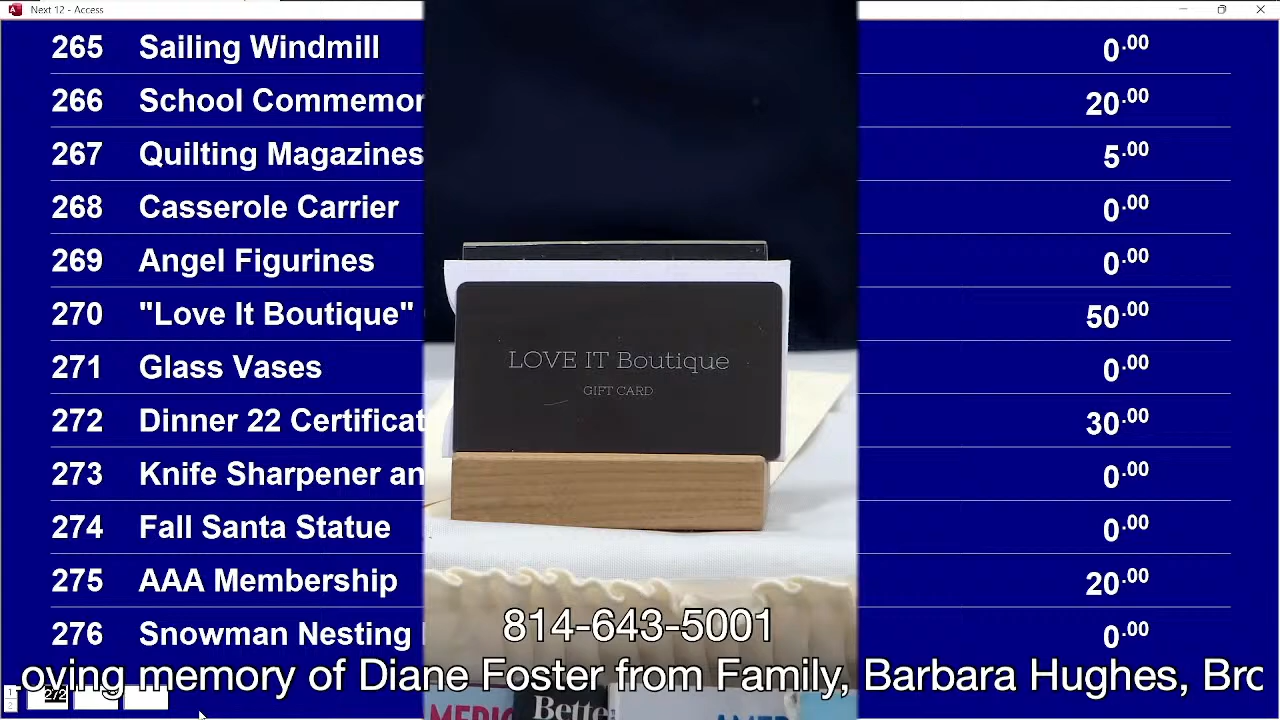 Next 12 - Access
265 Sailing Windmill 0.00
266 School Commemor 20.00
267 Quilting Magazines 5.00
268 Casserole Carrier 0.00
269 Angel Figurines 0.00
270 "Love It Boutique" 50.00
271 Glass Vases 0.00
272 Dinner 22 Certificat 30.00
273 Knife Sharpener an 0.00
274 Fall Santa Statue 0.00
275 AAA Membership 20.00
276 Snowman Nesting 0.00
LOVE IT Boutique
GIFT CARD
814-643-5001
oving memory of Diane Foster from Family, Barbara Hughes, Bro
272
Bette